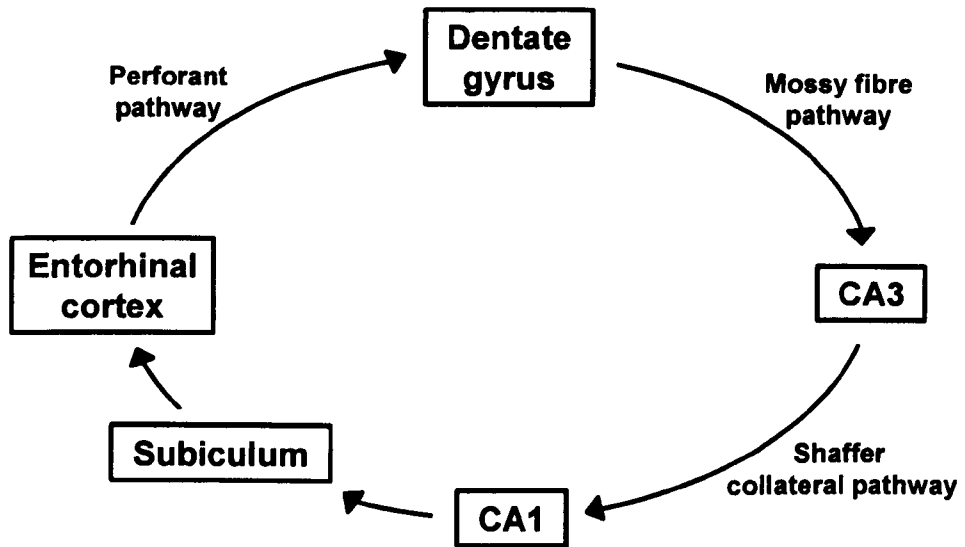 Dentate
gyrus
Perforant
pathway
Mossy fibre
pathway
Entorhinal
cortex
CA3
Subiculum
Shaffer
collateral pathway
CA1